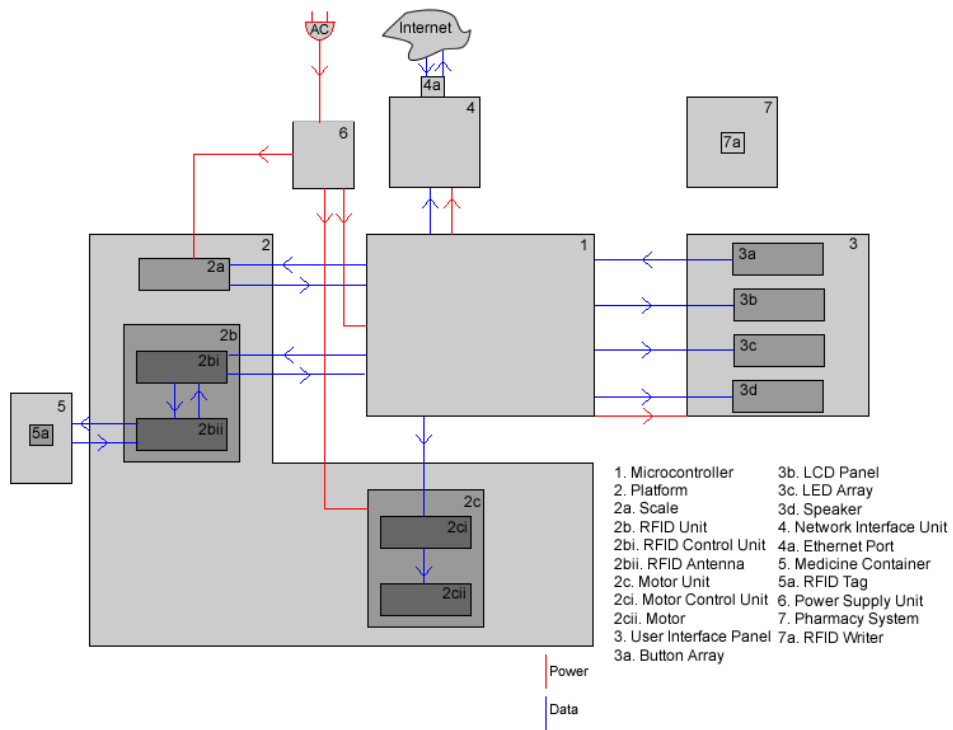 AC
Internet
4a
4
7
7a
6
2
2a
1
3
3a
3b
3c
3d
2b
2bi
2bii
5
5a
2c
2ci
2cii
1. Microcontroller
2. Platform
2a. Scale
2b. RFID Unit
2bi. RFID Control Unit
2bii. RFID Antenna
2c. Motor Unit
2ci. Motor Control Unit
2cii. Motor
3. User Interface Panel
3a. Button Array
3b. LCD Panel
3c. LED Array
3d. Speaker
4. Network Interface Unit
4a. Ethernet Port
5. Medicine Container
5a. RFID Tag
6. Power Supply Unit
7. Pharmacy System
7a. RFID Writer
Power
Data